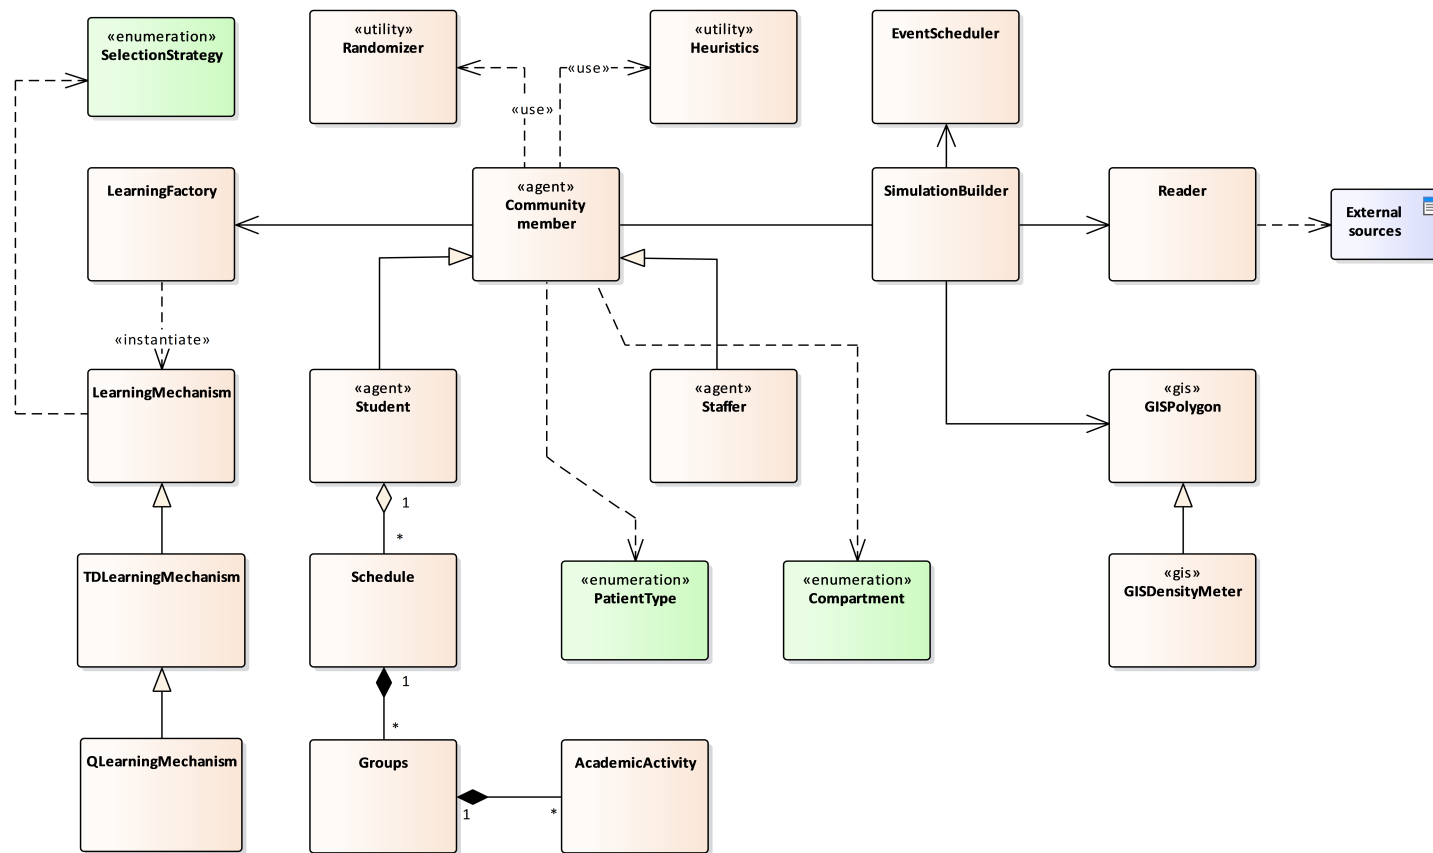 «enumeration»
SelectionStrategy
«utility»
Randomizer
«utility»
Heuristics
EventScheduler
«use»
«use»
LearningFactory
«agent»
Community
member
SimulationBuilder
Reader
External
sources
«instantiate»
LearningMechanism
«agent»
Student
«agent»
Staffer
«gis»
GISPolygon
1
*
TDLearningMechanism
Schedule
«enumeration»
PatientType
«enumeration»
Compartment
«gis»
GISDensityMeter
1
*
QLearningMechanism
Groups
AcademicActivity
1
*